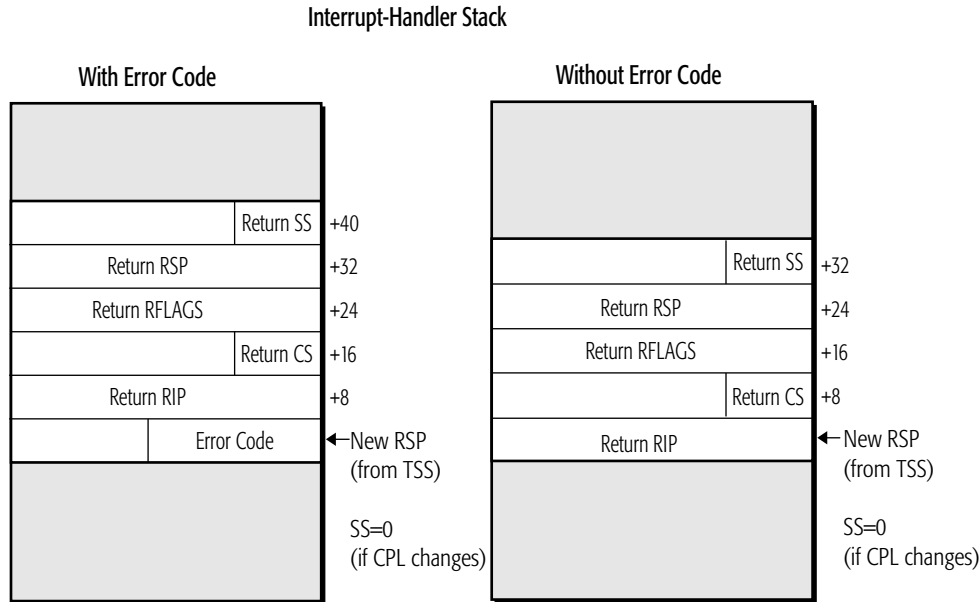 Interrupt-Handler Stack
With Error Code
Return SS +40
Return RSP +32
Return RFLAGS +24
Return CS +16
Return RIP +8
Error Code New RSP
(from TSS)
SS=0
(if CPL changes)
Without Error Code
Return SS +32
Return RSP +24
Return RFLAGS +16
Return CS +8
Return RIP New RSP
(from TSS)
SS=0
(if CPL changes)